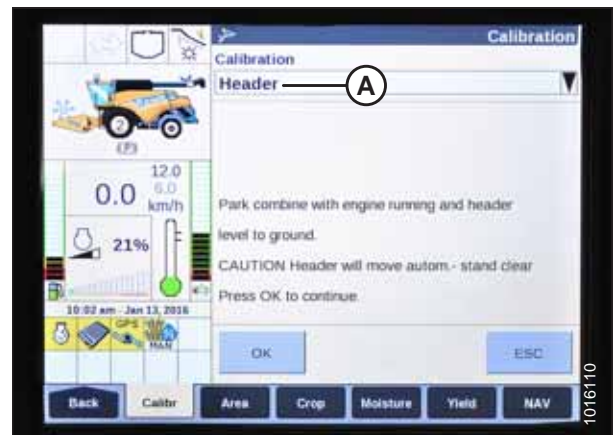 Calibration
Calibration
Header
A
2
(P)
12.0
6.0
0.0 km/h
21%
Park combine with engine running and header
level to ground.
CAUTION Header will move autom.- stand clear
Press OK to continue
10:02 am Jan 13, 2016
GPS
MAN
OK
ESC
Back
Calibr
Area
Crop
Moisture
Yield
NAV
1016110